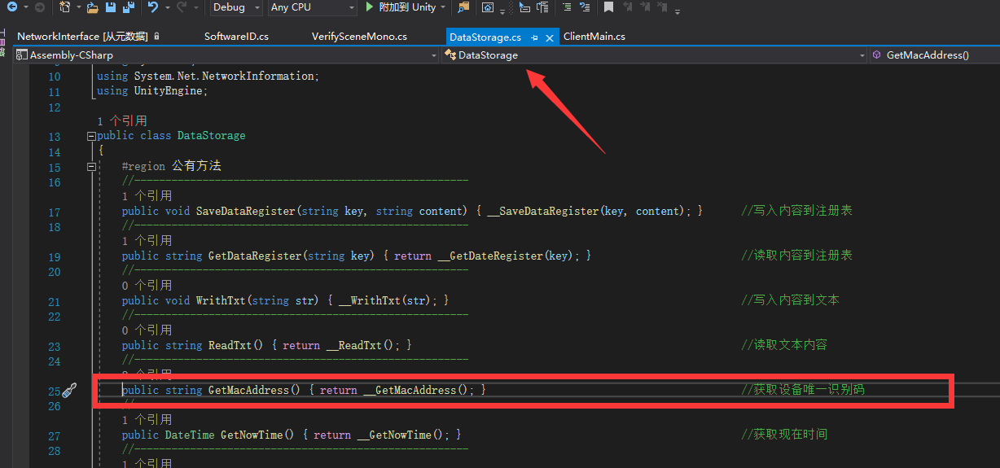 Debug Any CPU 附加到 Unity
NetworkInterface [从元数据] SoftwareID.cs VerifySceneMono.cs DataStorage.cs ClientMain.cs
Assembly-CSharp DataStorage GetMacAddress()
10 using System.Net.NetworkInformation;
11 using UnityEngine;
12
1 个引用
13 public class DataStorage
14 {
15 #region 公有方法
16 //------------------------------------------------------
1 个引用
17 public void SaveDataRegister(string key, string content) { __SaveDataRegister(key, content); } //写入内容到注册表
18 //------------------------------------------------------
1 个引用
19 public string GetDataRegister(string key) { return __GetDateRegister(key); } //读取内容到注册表
20 //------------------------------------------------------
0 个引用
21 public void WrithTxt(string str) { __WrithTxt(str); } //写入内容到文本
22 //------------------------------------------------------
0 个引用
23 public string ReadTxt() { return __ReadTxt(); } //读取文本内容
24 //------------------------------------------------------
个引用
25 public string GetMacAddress() { return __GetMacAddress(); } //获取设备唯一识别码
26 //
1 个引用
27 public DateTime GetNowTime() { return __GetNowTime(); } //获取现在时间
28 //------------------------------------------------------
1 个引用